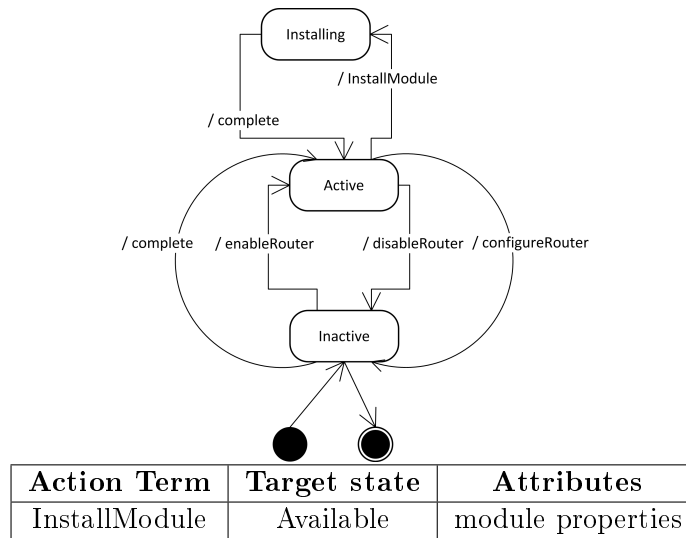 Installing
/ InstallModule
/ complete
Active
/ complete
/ enableRouter
/ disableRouter
/ configureRouter
Inactive
Action Term Target state Attributes
InstallModule Available module properties